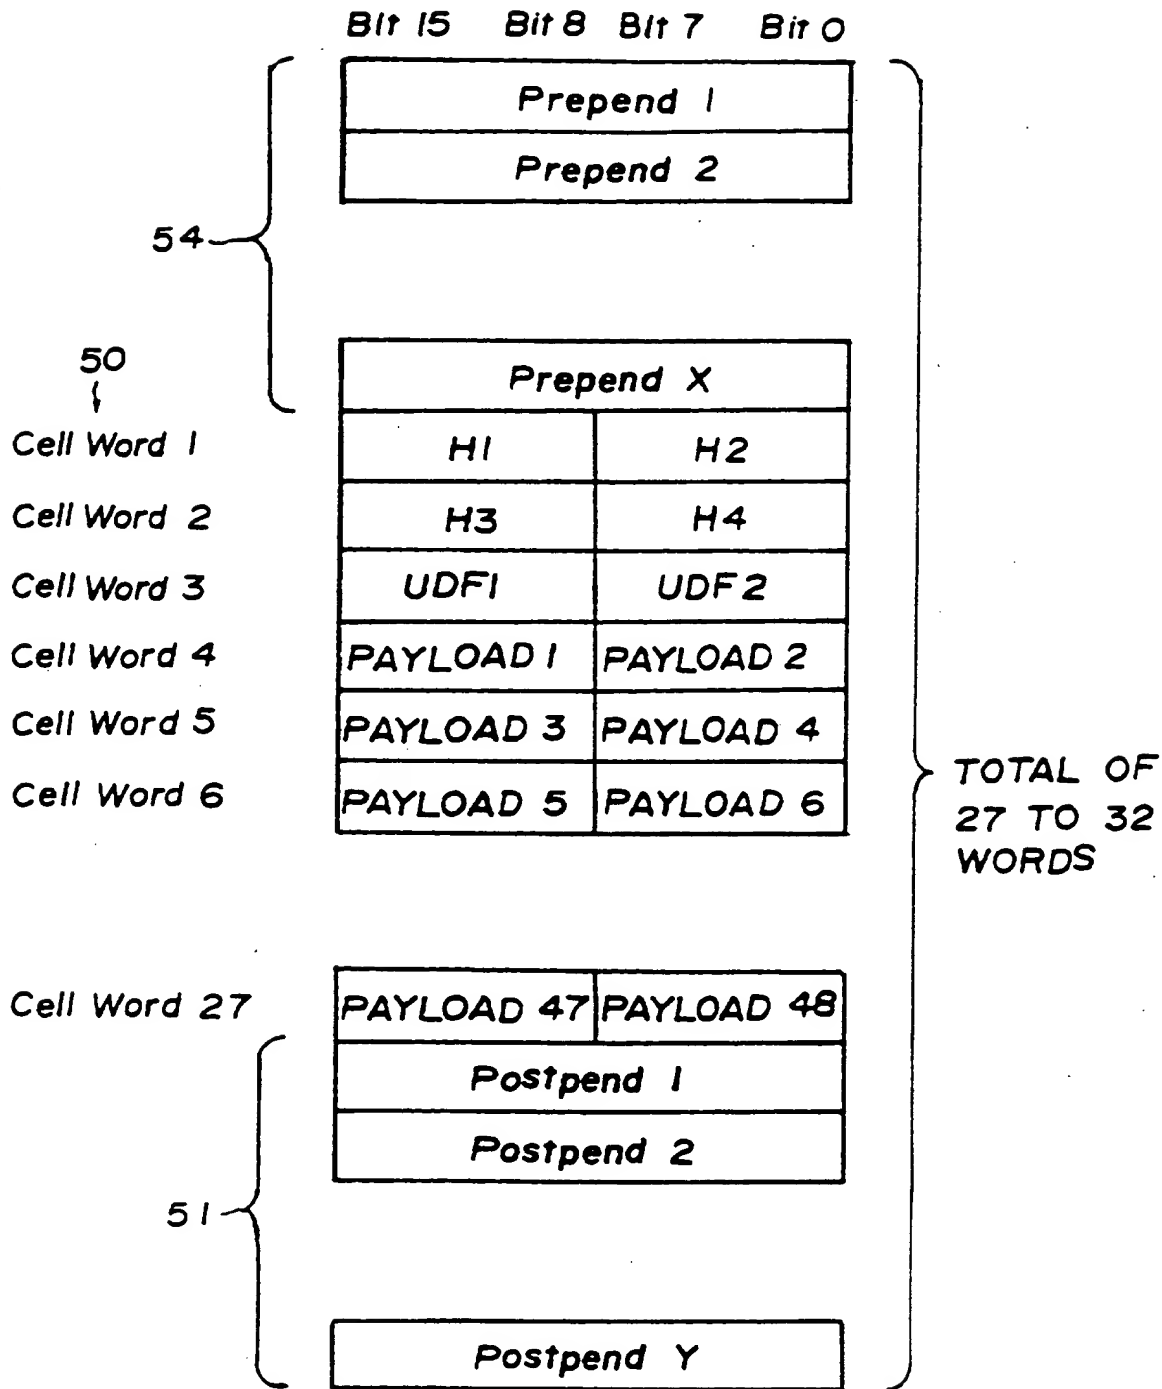 Bit 15 Bit 8 Bit 7 Bit 0
Prepend 1
Prepend 2
54
Prepend X
50
Cell Word 1 H1 H2
Cell Word 2 H3 H4
Cell Word 3 UDF1 UDF2
Cell Word 4 PAYLOAD 1 PAYLOAD 2
Cell Word 5 PAYLOAD 3 PAYLOAD 4
Cell Word 6 PAYLOAD 5 PAYLOAD 6
TOTAL OF
27 TO 32
WORDS
Cell Word 27 PAYLOAD 47 PAYLOAD 48
Postpend 1
Postpend 2
51
Postpend Y